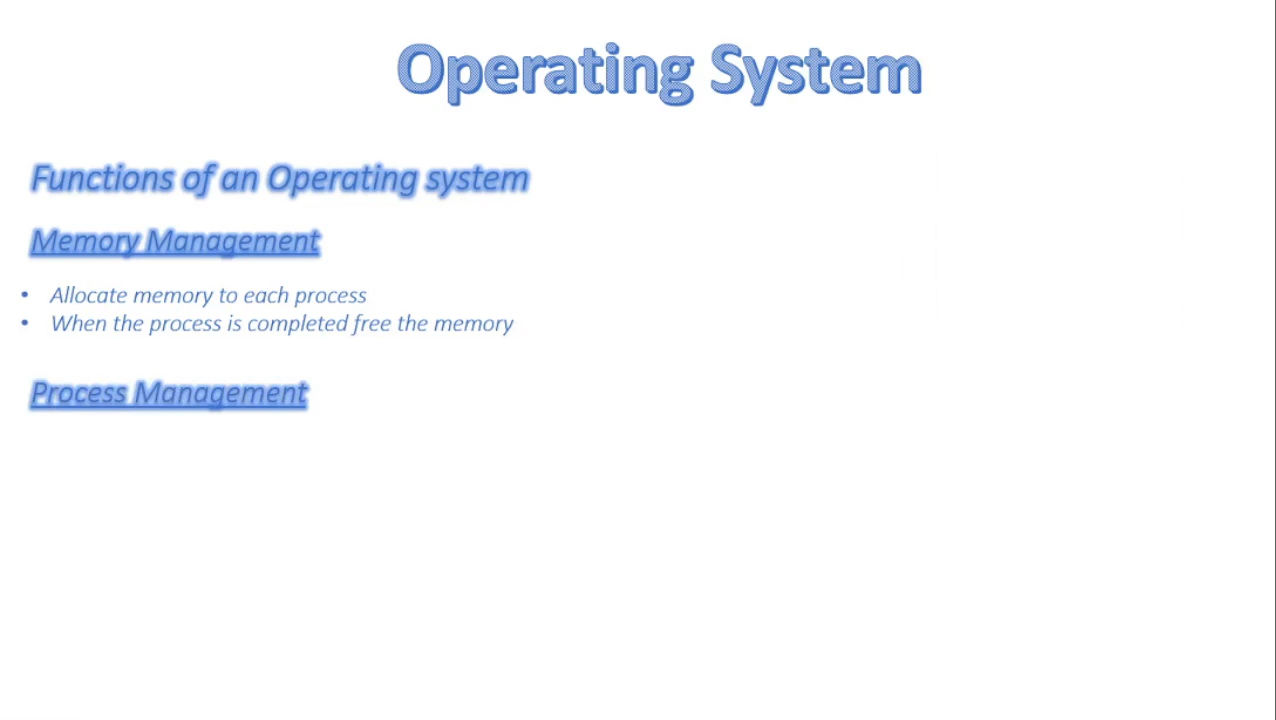 Operating System
Functions of an Operating system
Memory Management
• Allocate memory to each process
• When the process is completed free the memory
Process Management